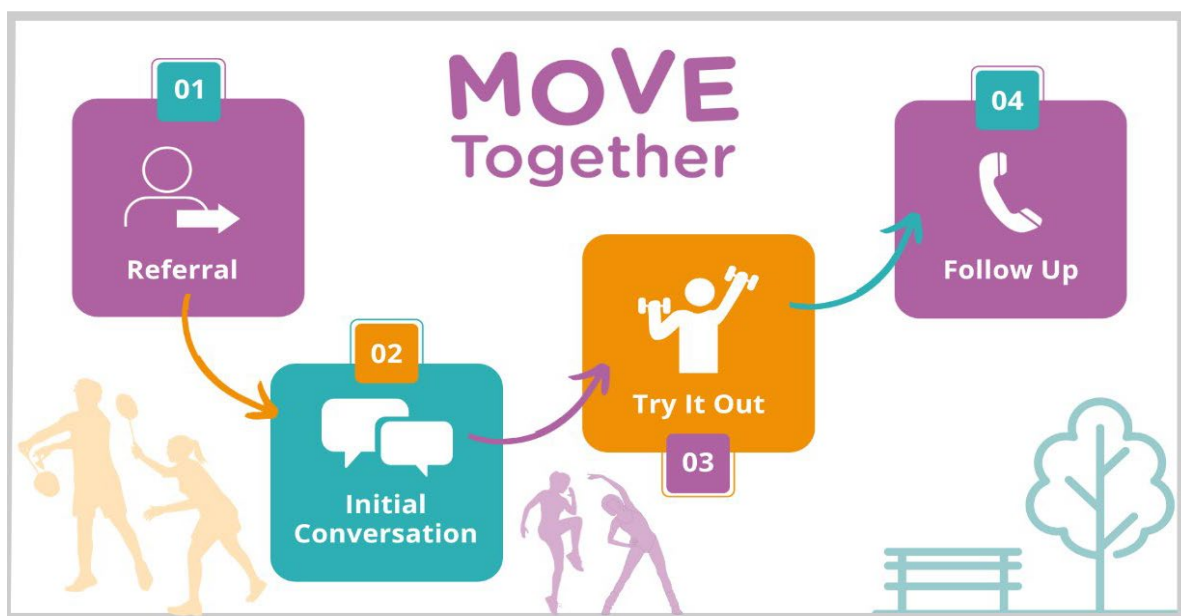 MOVE
Together
01
Referral
02
Initial
Conversation
Try It Out
03
04
Follow Up